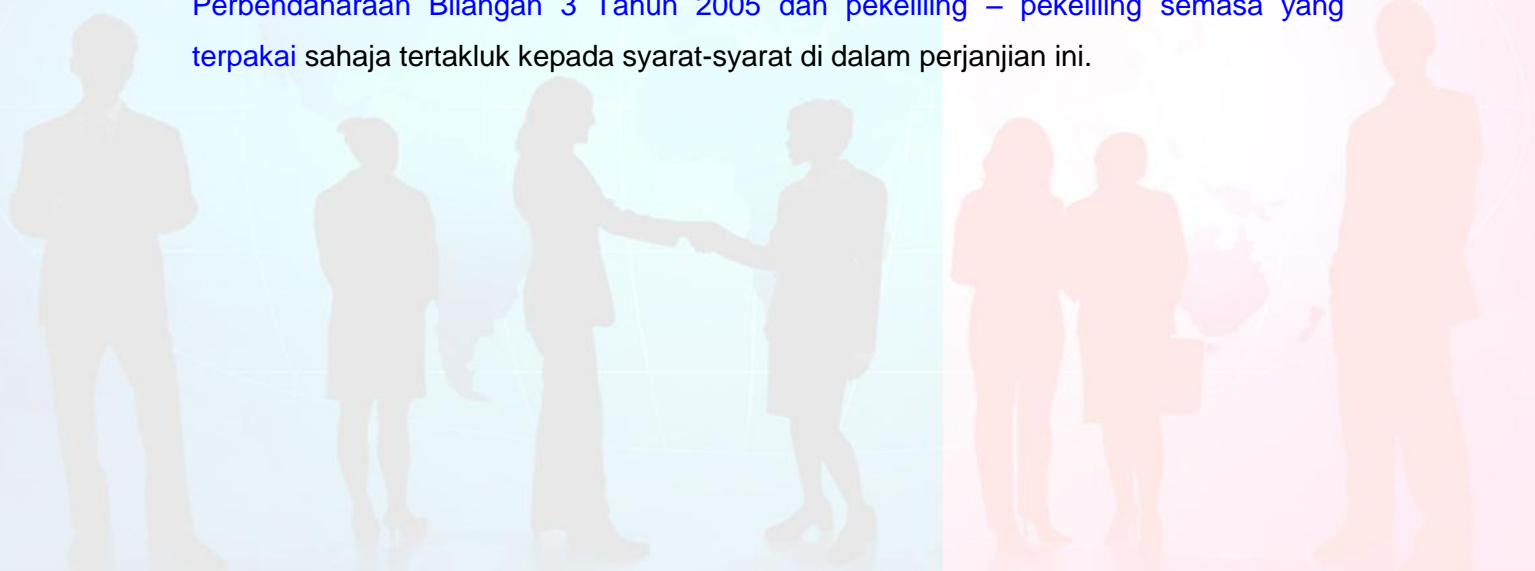 Perbendaharaan Bilangan 3 Tahun 2005 dan pekeliling – pekeliling semasa yang
terpakai sahaja tertakluk kepada syarat-syarat di dalam perjanjian ini.